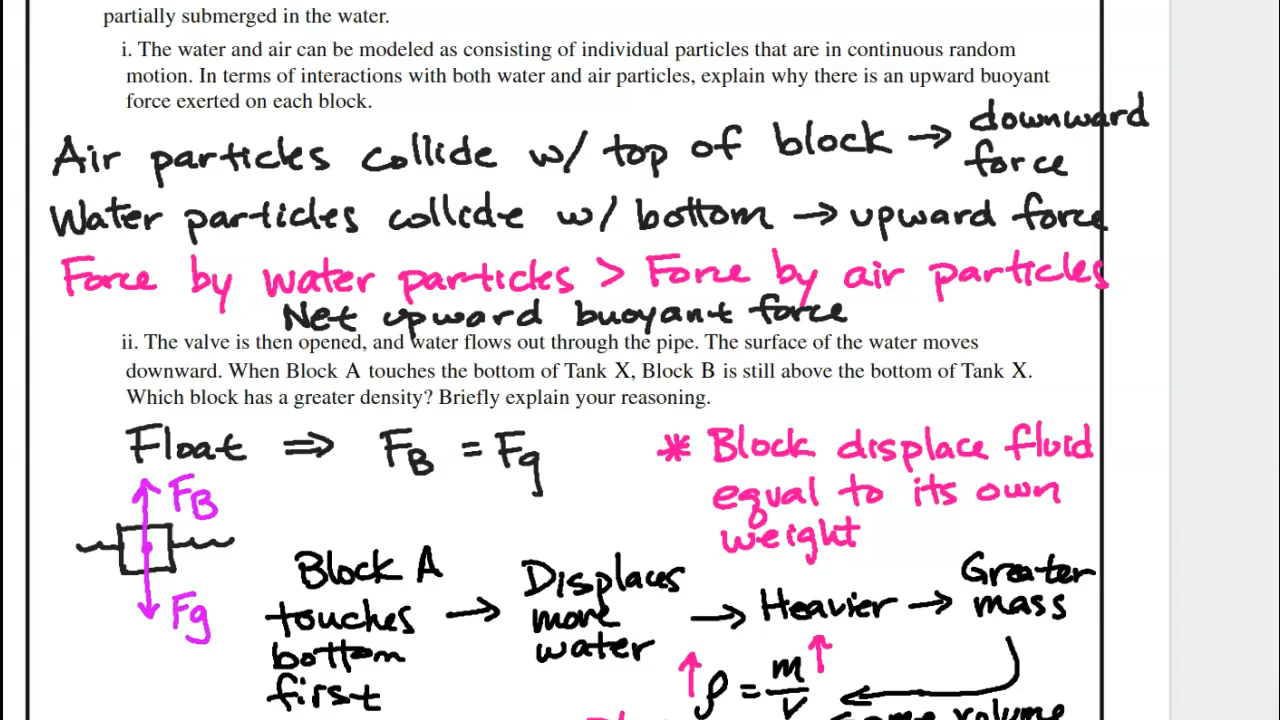 partially submerged in the water.
i. The water and air can be modeled as consisting of individual particles that are in continuous random
motion. In terms of interactions with both water and air particles, explain why there is an upward buoyant
force exerted on each block.
Air particles collide w/ top of block → downward force
Water particles collide w/ bottom → upward force
Force by water particles > Force by air particles
Net upward buoyant force
ii. The valve is then opened, and water flows out through the pipe. The surface of the water moves
downward. When Block A touches the bottom of Tank X, Block B is still above the bottom of Tank X.
Which block has a greater density? Briefly explain your reasoning.
Float ⇒ FB = Fg
* Block displace fluid
equal to its own
weight
FB
Fg
Block A
touches
bottom
first
→ Displaces
more
water
→ Heavier → Greater
mass
↑ρ = m↑/V
same volume